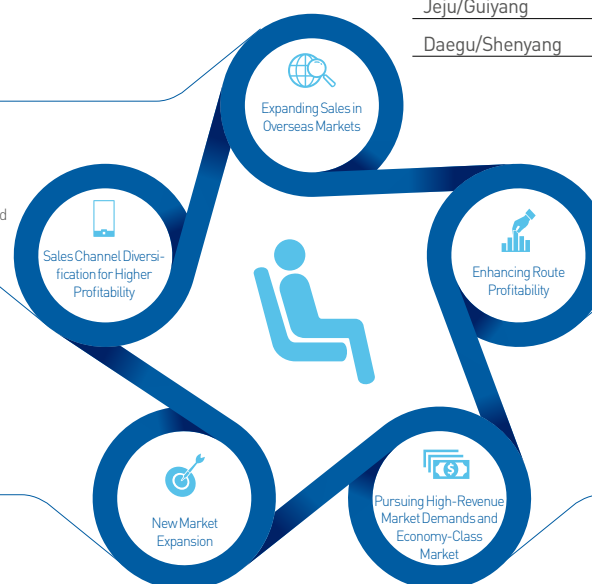 Jeju/Guiyang
Daegu/Shenyang
Expanding Sales in
Overseas Markets
d
Sales Channel Diversi-
fication for Higher
Profitability
Enhancing Route
Profitability
$
New Market
Expansion
Pursuing High-Revenue
Market Demands and
Economy-Class
Market